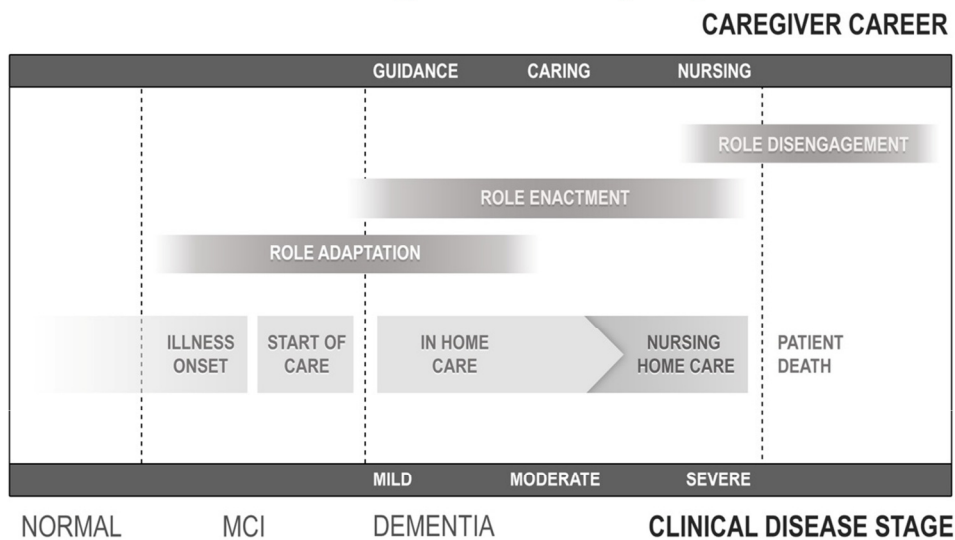 CAREGIVER CAREER
GUIDANCE CARING NURSING
ROLE DISENGAGEMENT
ROLE ENACTMENT
ROLE ADAPTATION
ILLNESS
ONSET
START OF
CARE
IN HOME
CARE
NURSING
HOME CARE
PATIENT
DEATH
MILD MODERATE SEVERE
NORMAL MCI DEMENTIA CLINICAL DISEASE STAGE